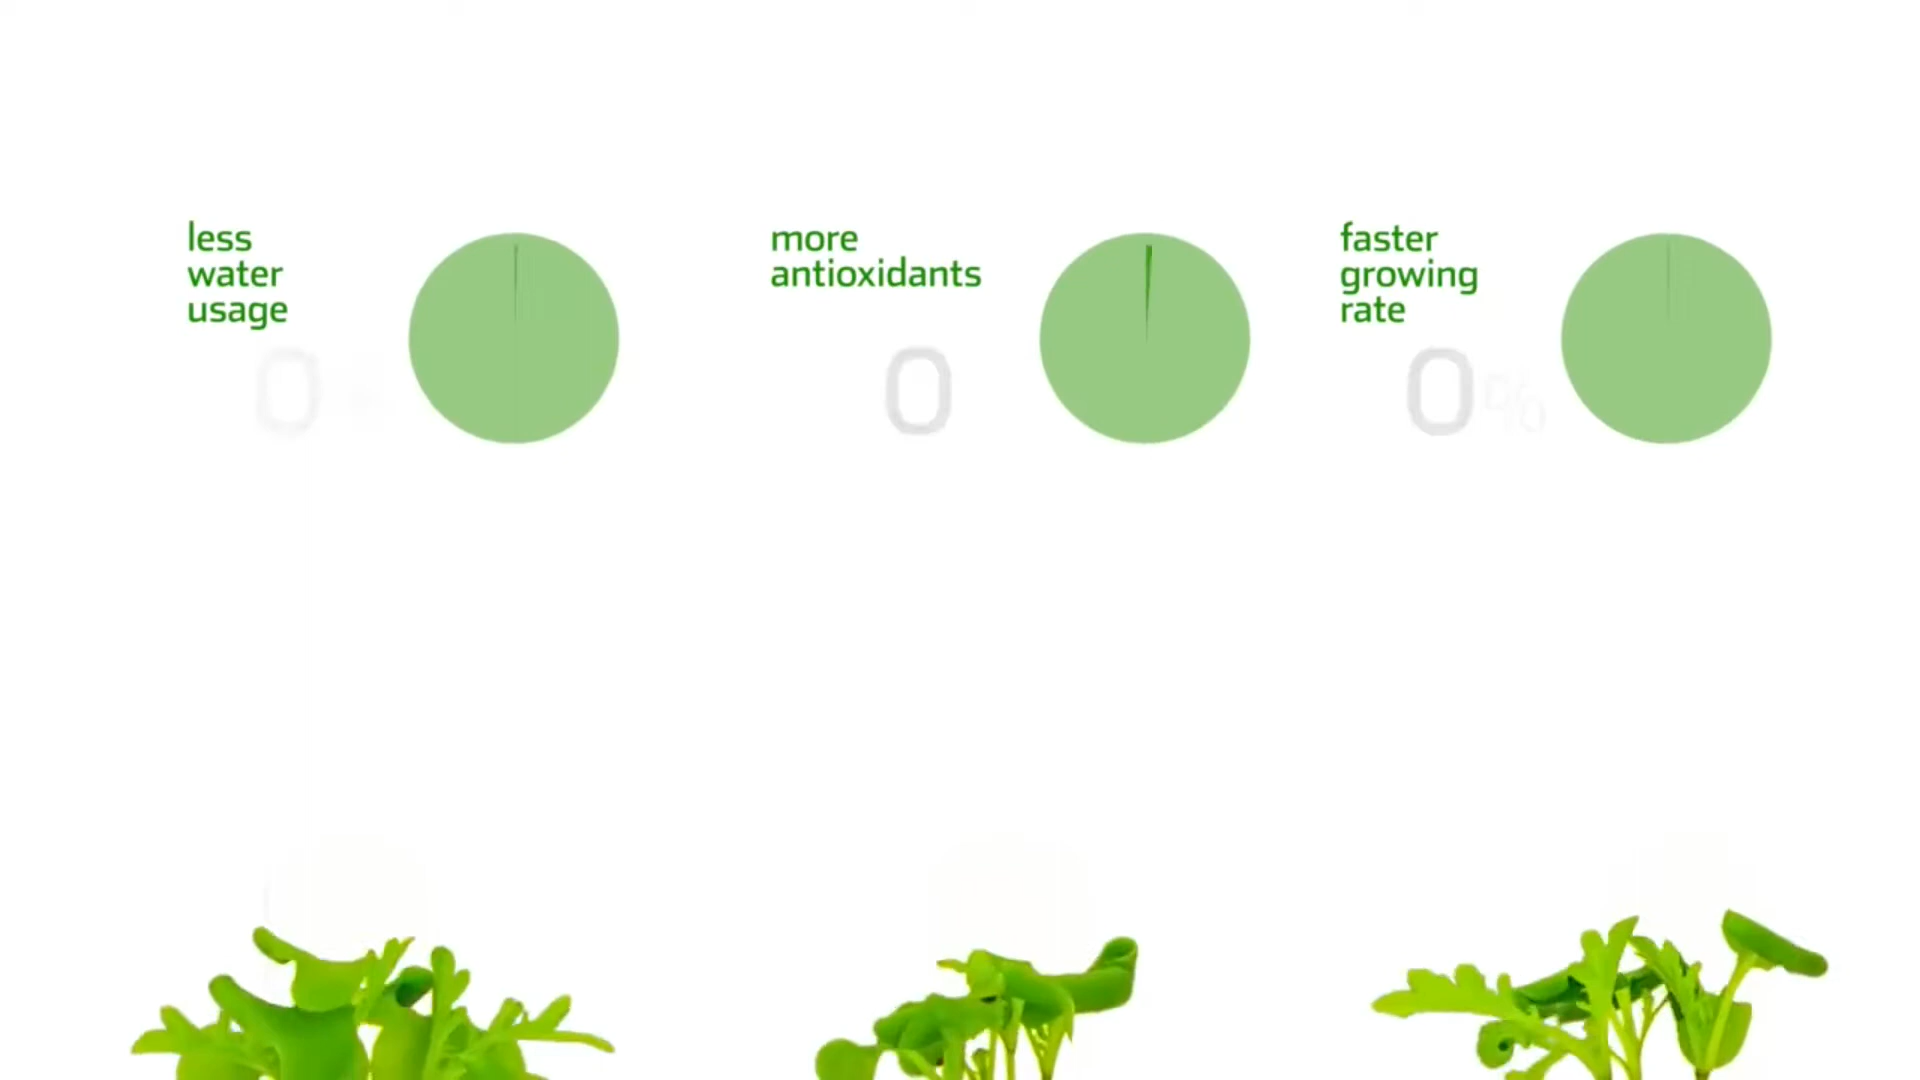 less
water
usage
0
more
antioxidants
0
faster
growing
rate
0%